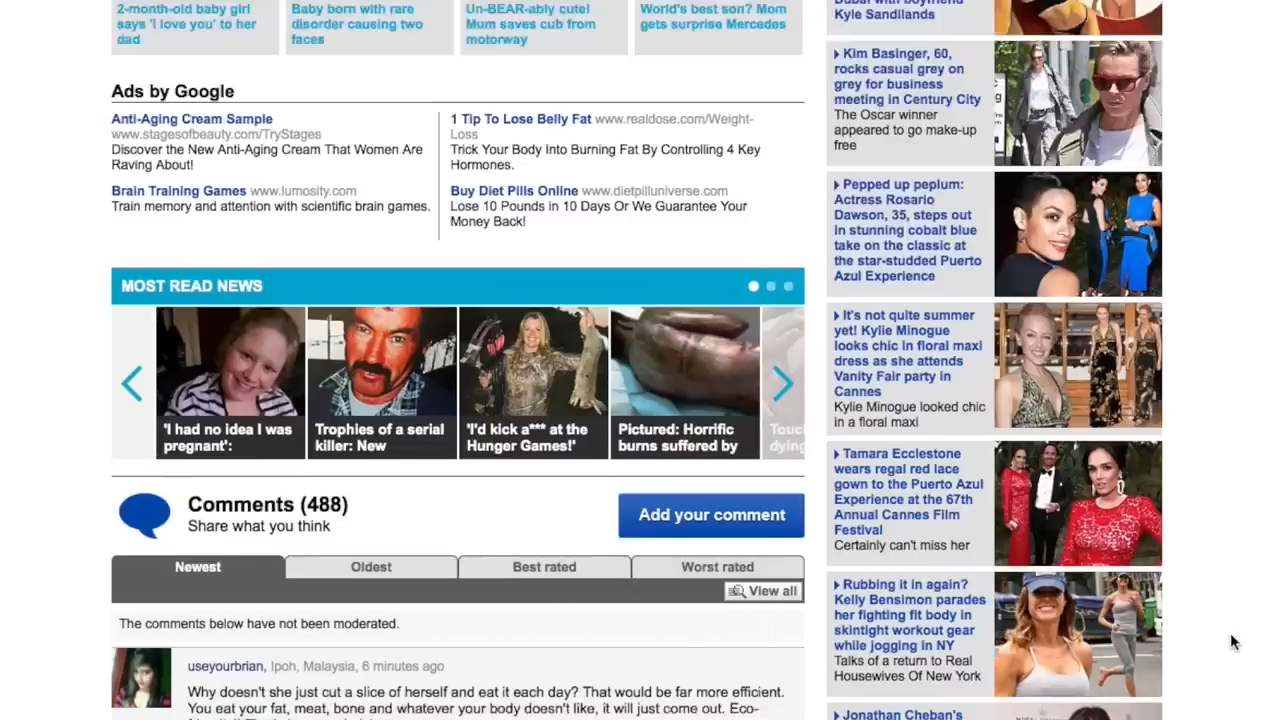 2-month-old baby girl
says 'I love you' to her
dad
Baby born with rare
disorder causing two
faces
Un-BEAR-ably cute!
Mum saves cub from
motorway
World's best son? Mom
gets surprise Mercedes
Ads by Google
Anti-Aging Cream Sample
www.stagesofbeauty.com/TryStages
Discover the New Anti-Aging Cream That Women Are
Raving About!
Brain Training Games www.lumosity.com
Train memory and attention with scientific brain games.
1 Tip To Lose Belly Fat www.realdose.com/Weight-
Loss
Trick Your Body Into Burning Fat By Controlling 4 Key
Hormones.
Buy Diet Pills Online www.dietpilluniverse.com
Lose 10 Pounds in 10 Days Or We Guarantee Your
Money Back!
MOST READ NEWS
'I had no idea I was
pregnant':
Trophies of a serial
killer: New
'I'd kick a*** at the
Hunger Games!'
Pictured: Horrific
burns suffered by
Touc
dying
Comments (488)
Share what you think
Add your comment
Newest
Oldest
Best rated
Worst rated
View all
The comments below have not been moderated.
useyourbrian, Ipoh, Malaysia, 6 minutes ago
Why doesn't she just cut a slice of herself and eat it each day? That would be far more efficient.
You eat your fat, meat, bone and whatever your body doesn't like, it will just come out. Eco-
Dubai with boyfriend
Kyle Sandilands
Kim Basinger, 60,
rocks casual grey on
grey for business
meeting in Century City
The Oscar winner
appeared to go make-up
free
Pepped up peplum:
Actress Rosario
Dawson, 35, steps out
in stunning cobalt blue
take on the classic at
the star-studded Puerto
Azul Experience
It's not quite summer
yet! Kylie Minogue
looks chic in floral maxi
dress as she attends
Vanity Fair party in
Cannes
Kylie Minogue looked chic
in a floral maxi
Tamara Ecclestone
wears regal red lace
gown to the Puerto Azul
Experience at the 67th
Annual Cannes Film
Festival
Certainly can't miss her
Rubbing it in again?
Kelly Bensimon parades
her fighting fit body in
skintight workout gear
while jogging in NY
Talks of a return to Real
Housewives Of New York
Jonathan Cheban's